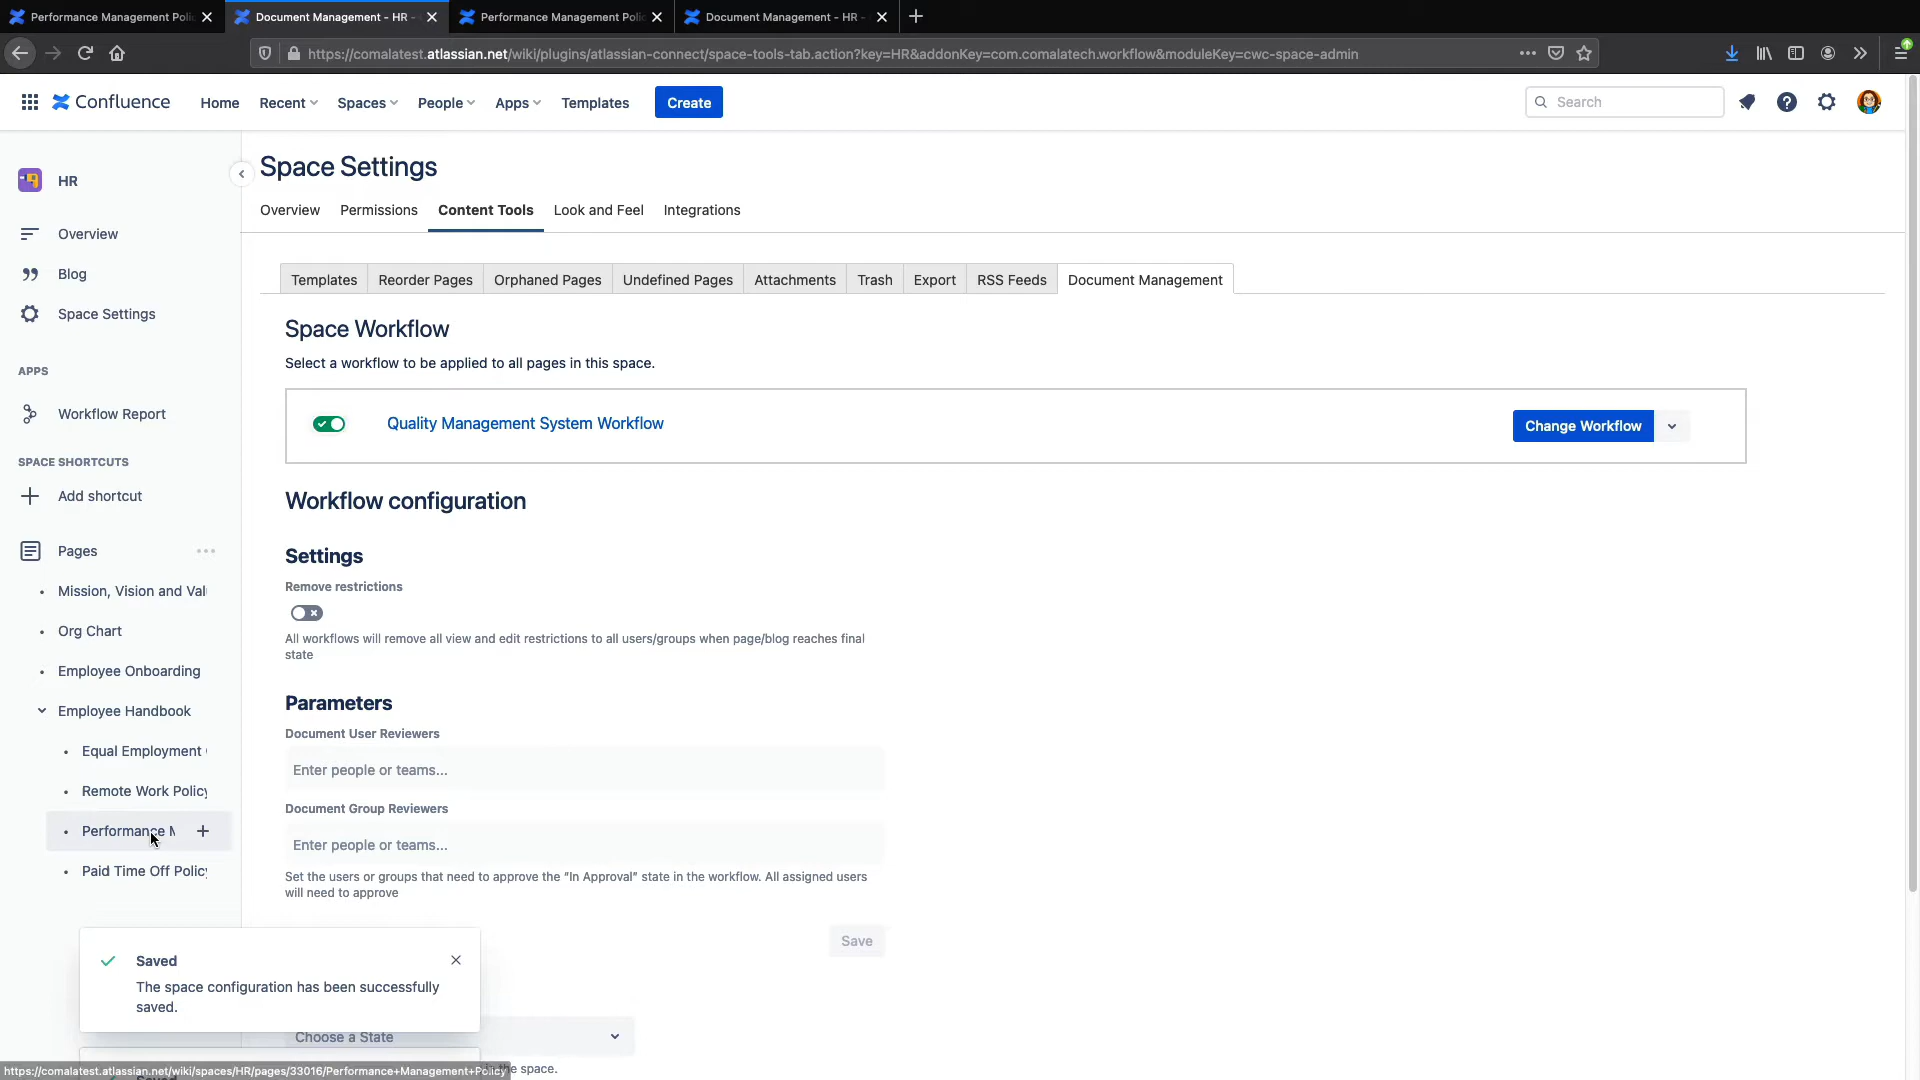 Performance Management Poli
Document Management - HR -
Performance Management Poli
Document Management - HR -
https://comalatest.atlassian.net/wiki/plugins/atlassian-connect/space-tools-tab.action?key=HR&addonKey=com.comalatech.workflow&moduleKey=cwc-space-admin
Confluence
Home
Recent
Spaces
People
Apps
Templates
Create
Search
HR
Overview
Blog
Space Settings
APPS
Workflow Report
SPACE SHORTCUTS
Add shortcut
Pages
Mission, Vision and Val
Org Chart
Employee Onboarding
Employee Handbook
Equal Employment
Remote Work Policy
Performance M
Paid Time Off Policy
Space Settings
Overview
Permissions
Content Tools
Look and Feel
Integrations
Templates
Reorder Pages
Orphaned Pages
Undefined Pages
Attachments
Trash
Export
RSS Feeds
Document Management
Space Workflow
Select a workflow to be applied to all pages in this space.
Quality Management System Workflow
Change Workflow
Workflow configuration
Settings
Remove restrictions
All workflows will remove all view and edit restrictions to all users/groups when page/blog reaches final
state
Parameters
Document User Reviewers
Enter people or teams...
Document Group Reviewers
Enter people or teams...
Set the users or groups that need to approve the "In Approval" state in the workflow. All assigned users
will need to approve
Save
Saved
The space configuration has been successfully
saved.
Choose a State
the space.
Saved
https://comalatest.atlassian.net/wiki/spaces/HR/pages/33016/Performance+Management+Policy